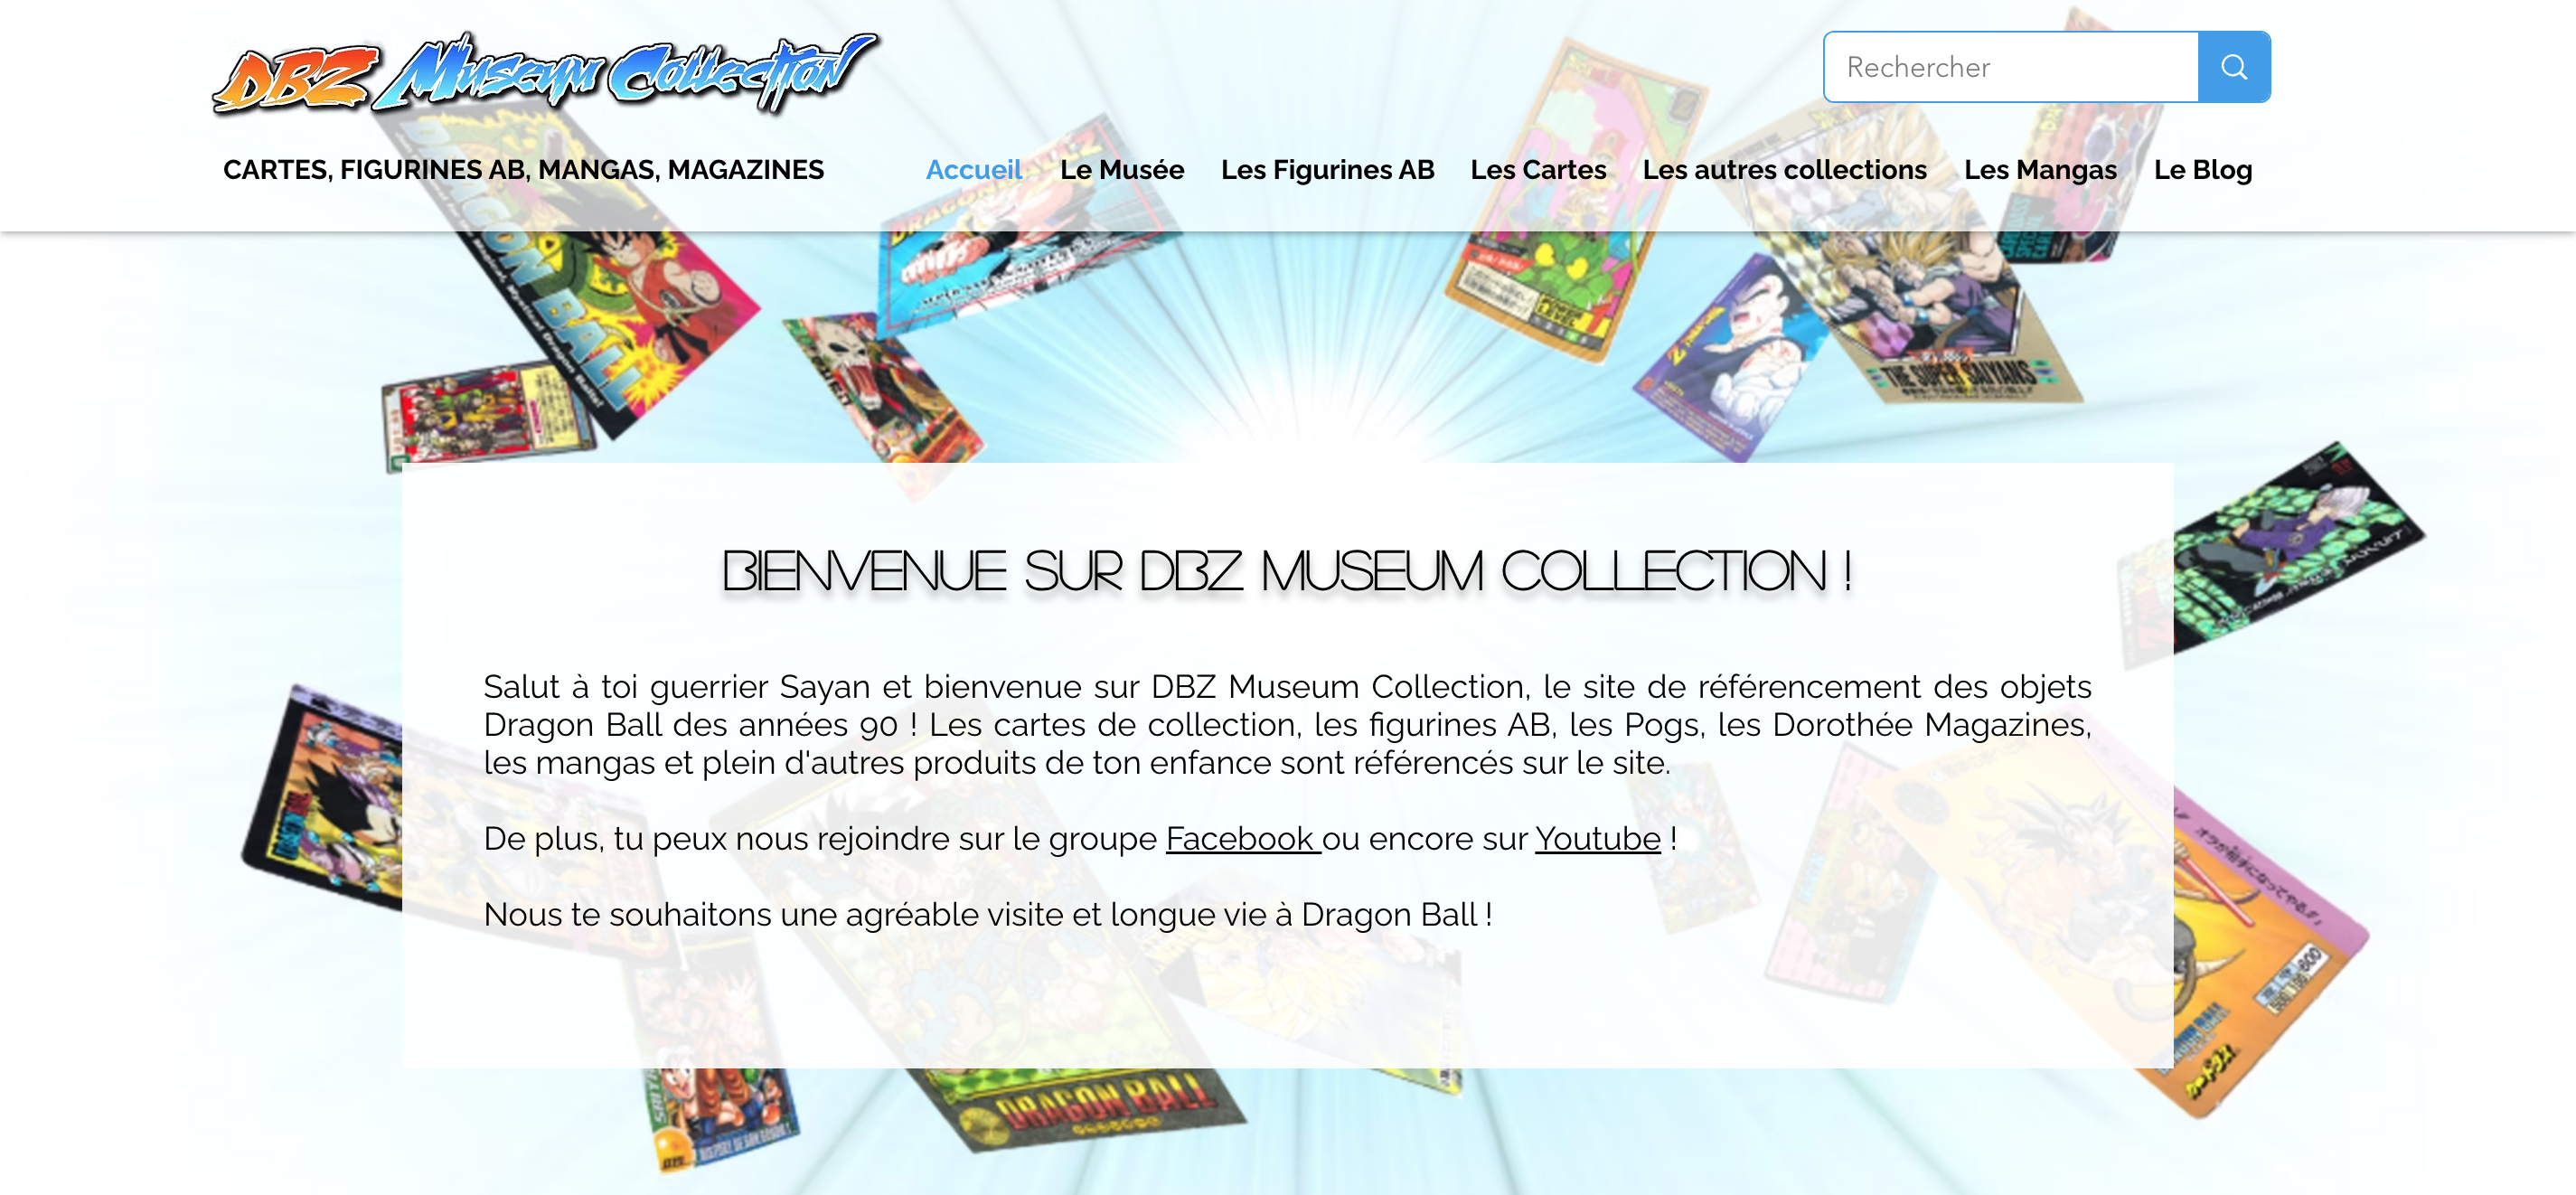 DBZ Museum Collection
Rechercher
CARTES, FIGURINES AB, MANGAS, MAGAZINES
Accueil Le Musée Les Figurines AB Les Cartes Les autres collections Les Mangas Le Blog
DRAGON BALL
THE SUPER SAIYANS
BIENVENUE SUR DBZ MUSEUM COLLECTION !
Salut à toi guerrier Sayan et bienvenue sur DBZ Museum Collection, le site de référencement des objets
Dragon Ball des années 90 ! Les cartes de collection, les figurines AB, les Pogs, les Dorothée Magazines,
les mangas et plein d'autres produits de ton enfance sont référencés sur le site.
De plus, tu peux nous rejoindre sur le groupe Facebook ou encore sur Youtube !
Nous te souhaitons une agréable visite et longue vie à Dragon Ball !
DRAGON BALL
カードダス